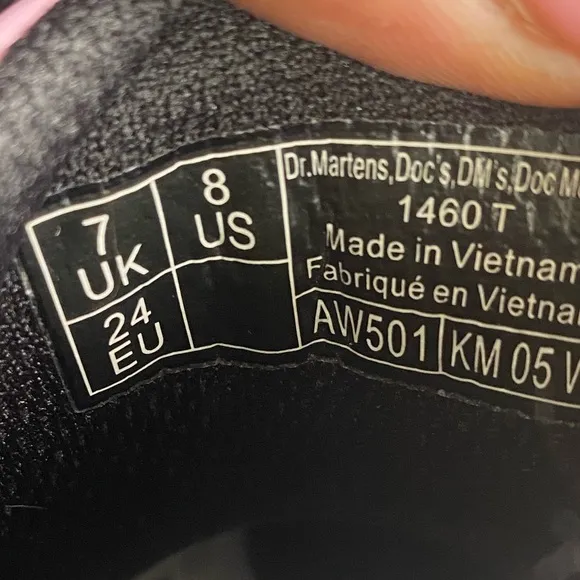 7
UK
8
US
24
EU
Dr.Martens,Doc's,DM's,Doc
1460 T
Made in Vietnam
Fabriqué en
AW501
KM 05